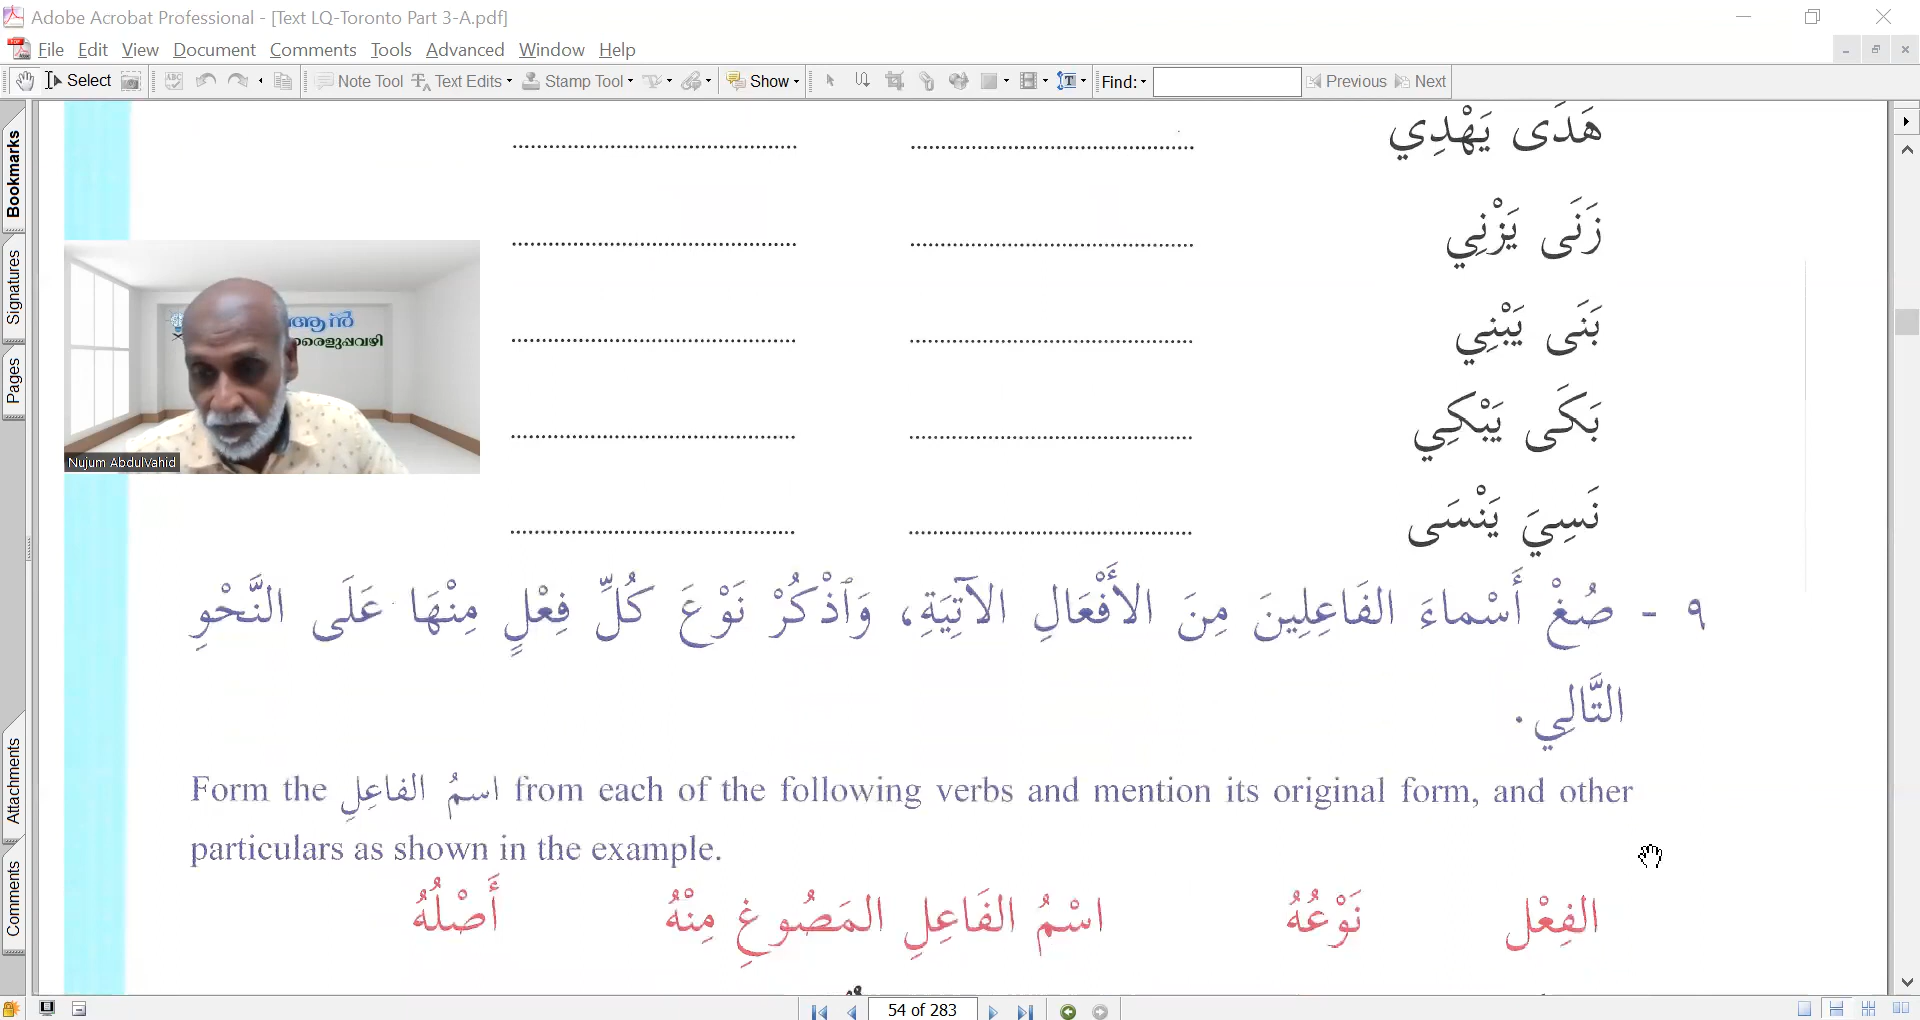 Adobe Acrobat Professional - [Text LQ-Toronto Part 3-A.pdf]
File Edit View Document Comments Tools Advanced Window Help
Select Note Tool Text Edits Stamp Tool Show Find: Previous Next
Bookmarks
Signatures
Pages
Attachments
Comments
هَدَى يَهْدِي ........ ........
زَنَى يَزْنِي ........ ........
بَنَى يَبْنِي ........ ........
بَكَى يَبْكِي ........ ........
نَسِيَ يَنْسَى ........ ........
ആൻ
രെളുപ്പവഴി
Nujum AbdulVahid
٩ - صُغْ أَسْماءَ الفَاعِلِينَ مِنَ الأَفْعَالِ الآتِيَةِ، وَٱذْكُرْ نَوْعَ كُلِّ فِعْلٍ مِنْهَا عَلَى النَّحْوِ
التَّالِي .
Form the اسمُ الفاعِلِ from each of the following verbs and mention its original form, and other
particulars as shown in the example.
الفِعْل نَوْعُهُ اسْمُ الفَاعِلِ المَصُوغِ مِنْهُ أَصْلُهُ
54 of 283